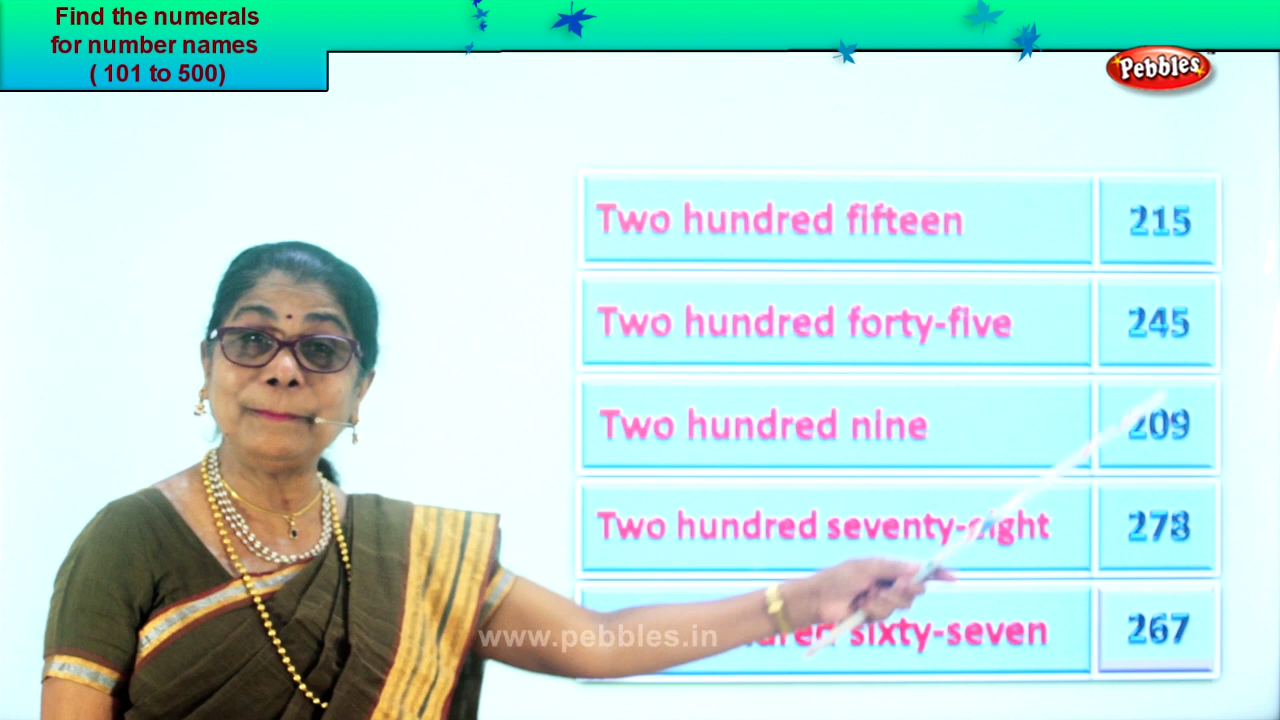 Find the numerals
for number names
( 101 to 500)
Pebbles
Two hundred fifteen 215
Two hundred forty-five 245
Two hundred nine 209
Two hundred seventy-eight 278
hundred sixty-seven 267
www.pebbles.in